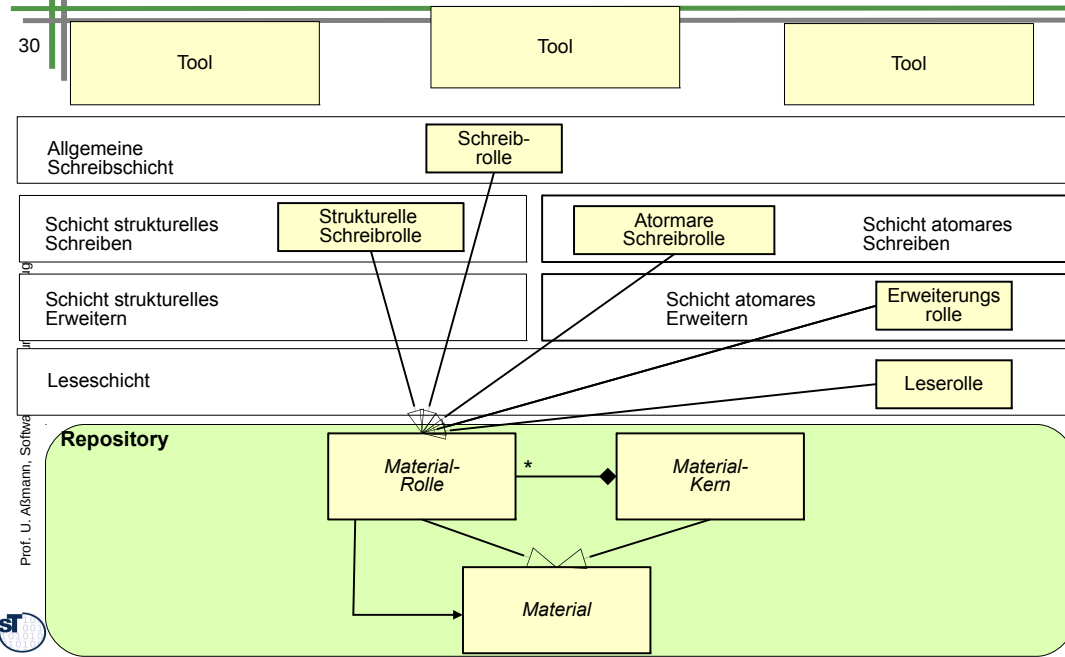 30
Tool
Tool
Tool
Allgemeine
Schreibschicht
Schreib-
rolle
Schicht strukturelles
Schreiben
Strukturelle
Schreibrolle
Atormare
Schreibrolle
Schicht atomares
Schreiben
Schicht strukturelles
Erweitern
Schicht atomares
Erweitern
Erweiterungs
rolle
Leseschicht
Leserolle
Repository
Material-
Rolle
*
Material-
Kern
Material
Prof. U. Aßmann, Softwa
sT